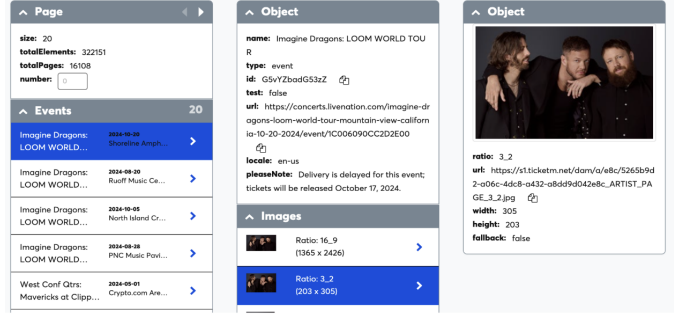 Page
size: 20
totalElements: 322151
totalPages: 16108
number: 0
Events 20
Imagine Dragons:
LOOM WORLD...
2024-10-20
Shoreline Amph...
Imagine Dragons:
LOOM WORLD...
2024-08-20
Ruoff Music Ce...
Imagine Dragons:
LOOM WORLD...
2024-10-05
North Island Cr...
Imagine Dragons:
LOOM WORLD...
2024-08-28
PNC Music Pavi...
West Conf Qtrs:
Mavericks at Clipp...
2024-05-01
Crypto.com Are...
Object
name: Imagine Dragons: LOOM WORLD TOU
R
type: event
id: G5vYZbadG53zZ
test: false
url: https://concerts.livenation.com/imagine-dr
agons-loom-world-tour-mountain-view-californ
ia-10-20-2024/event/1C006090CC2D2E00
locale: en-us
pleaseNote: Delivery is delayed for this event;
tickets will be released October 17, 2024.
Images
Ratio: 16_9
(1365 x 2426)
Ratio: 3_2
(203 x 305)
Object
ratio: 3_2
url: https://s1.ticketm.net/dam/a/e8c/5265b9d
2-a06c-4dc8-a432-a8dd9d042e8c_ARTIST_PA
GE_3_2.jpg
width: 305
height: 203
fallback: false